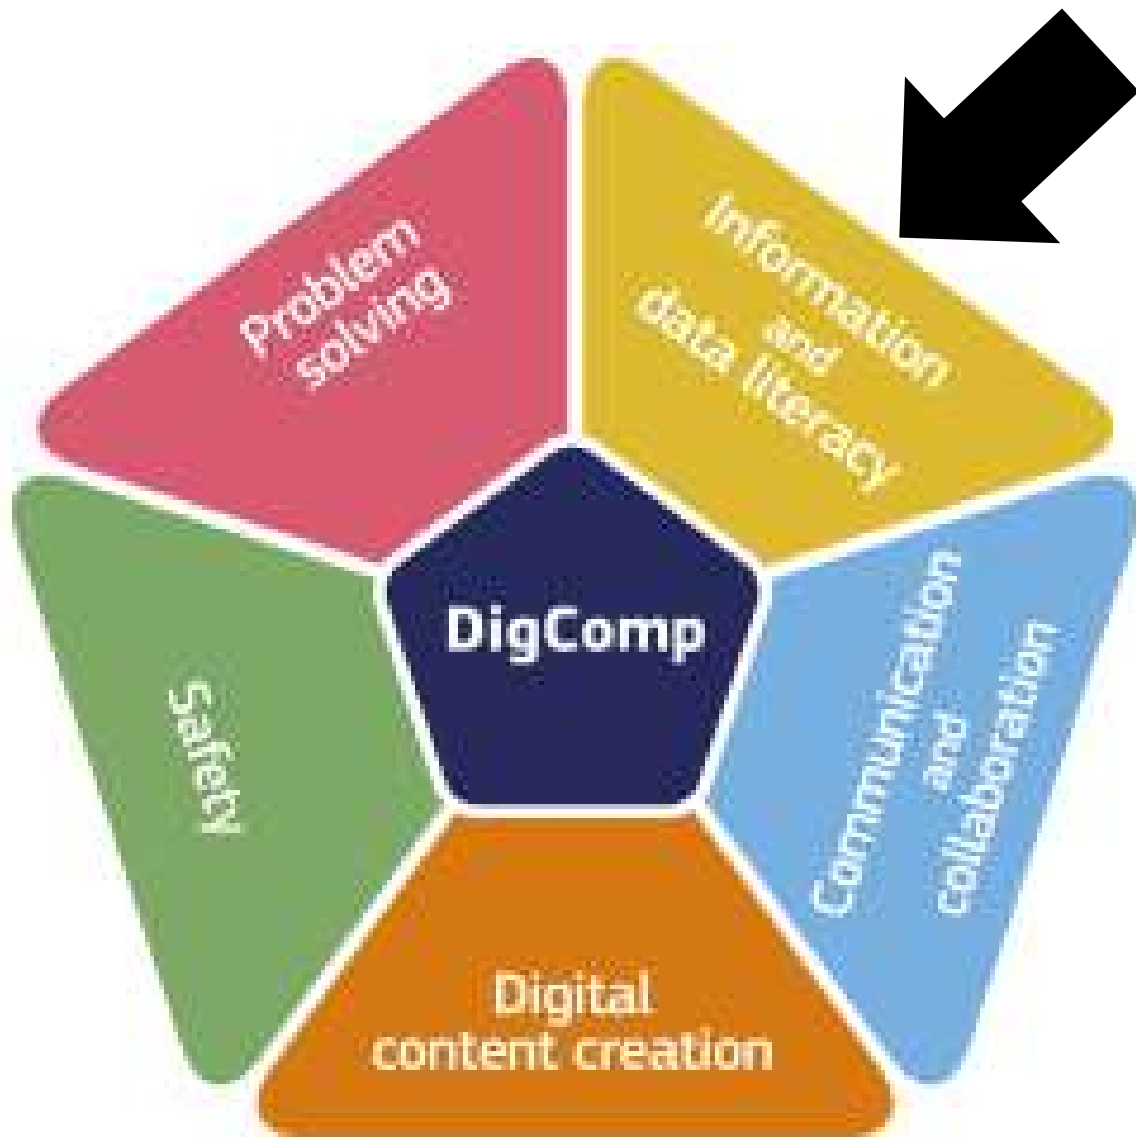 Problem
solving
Information
and
data literacy
DigComp
Safety
Communication
and
collaboration
Digital
content creation